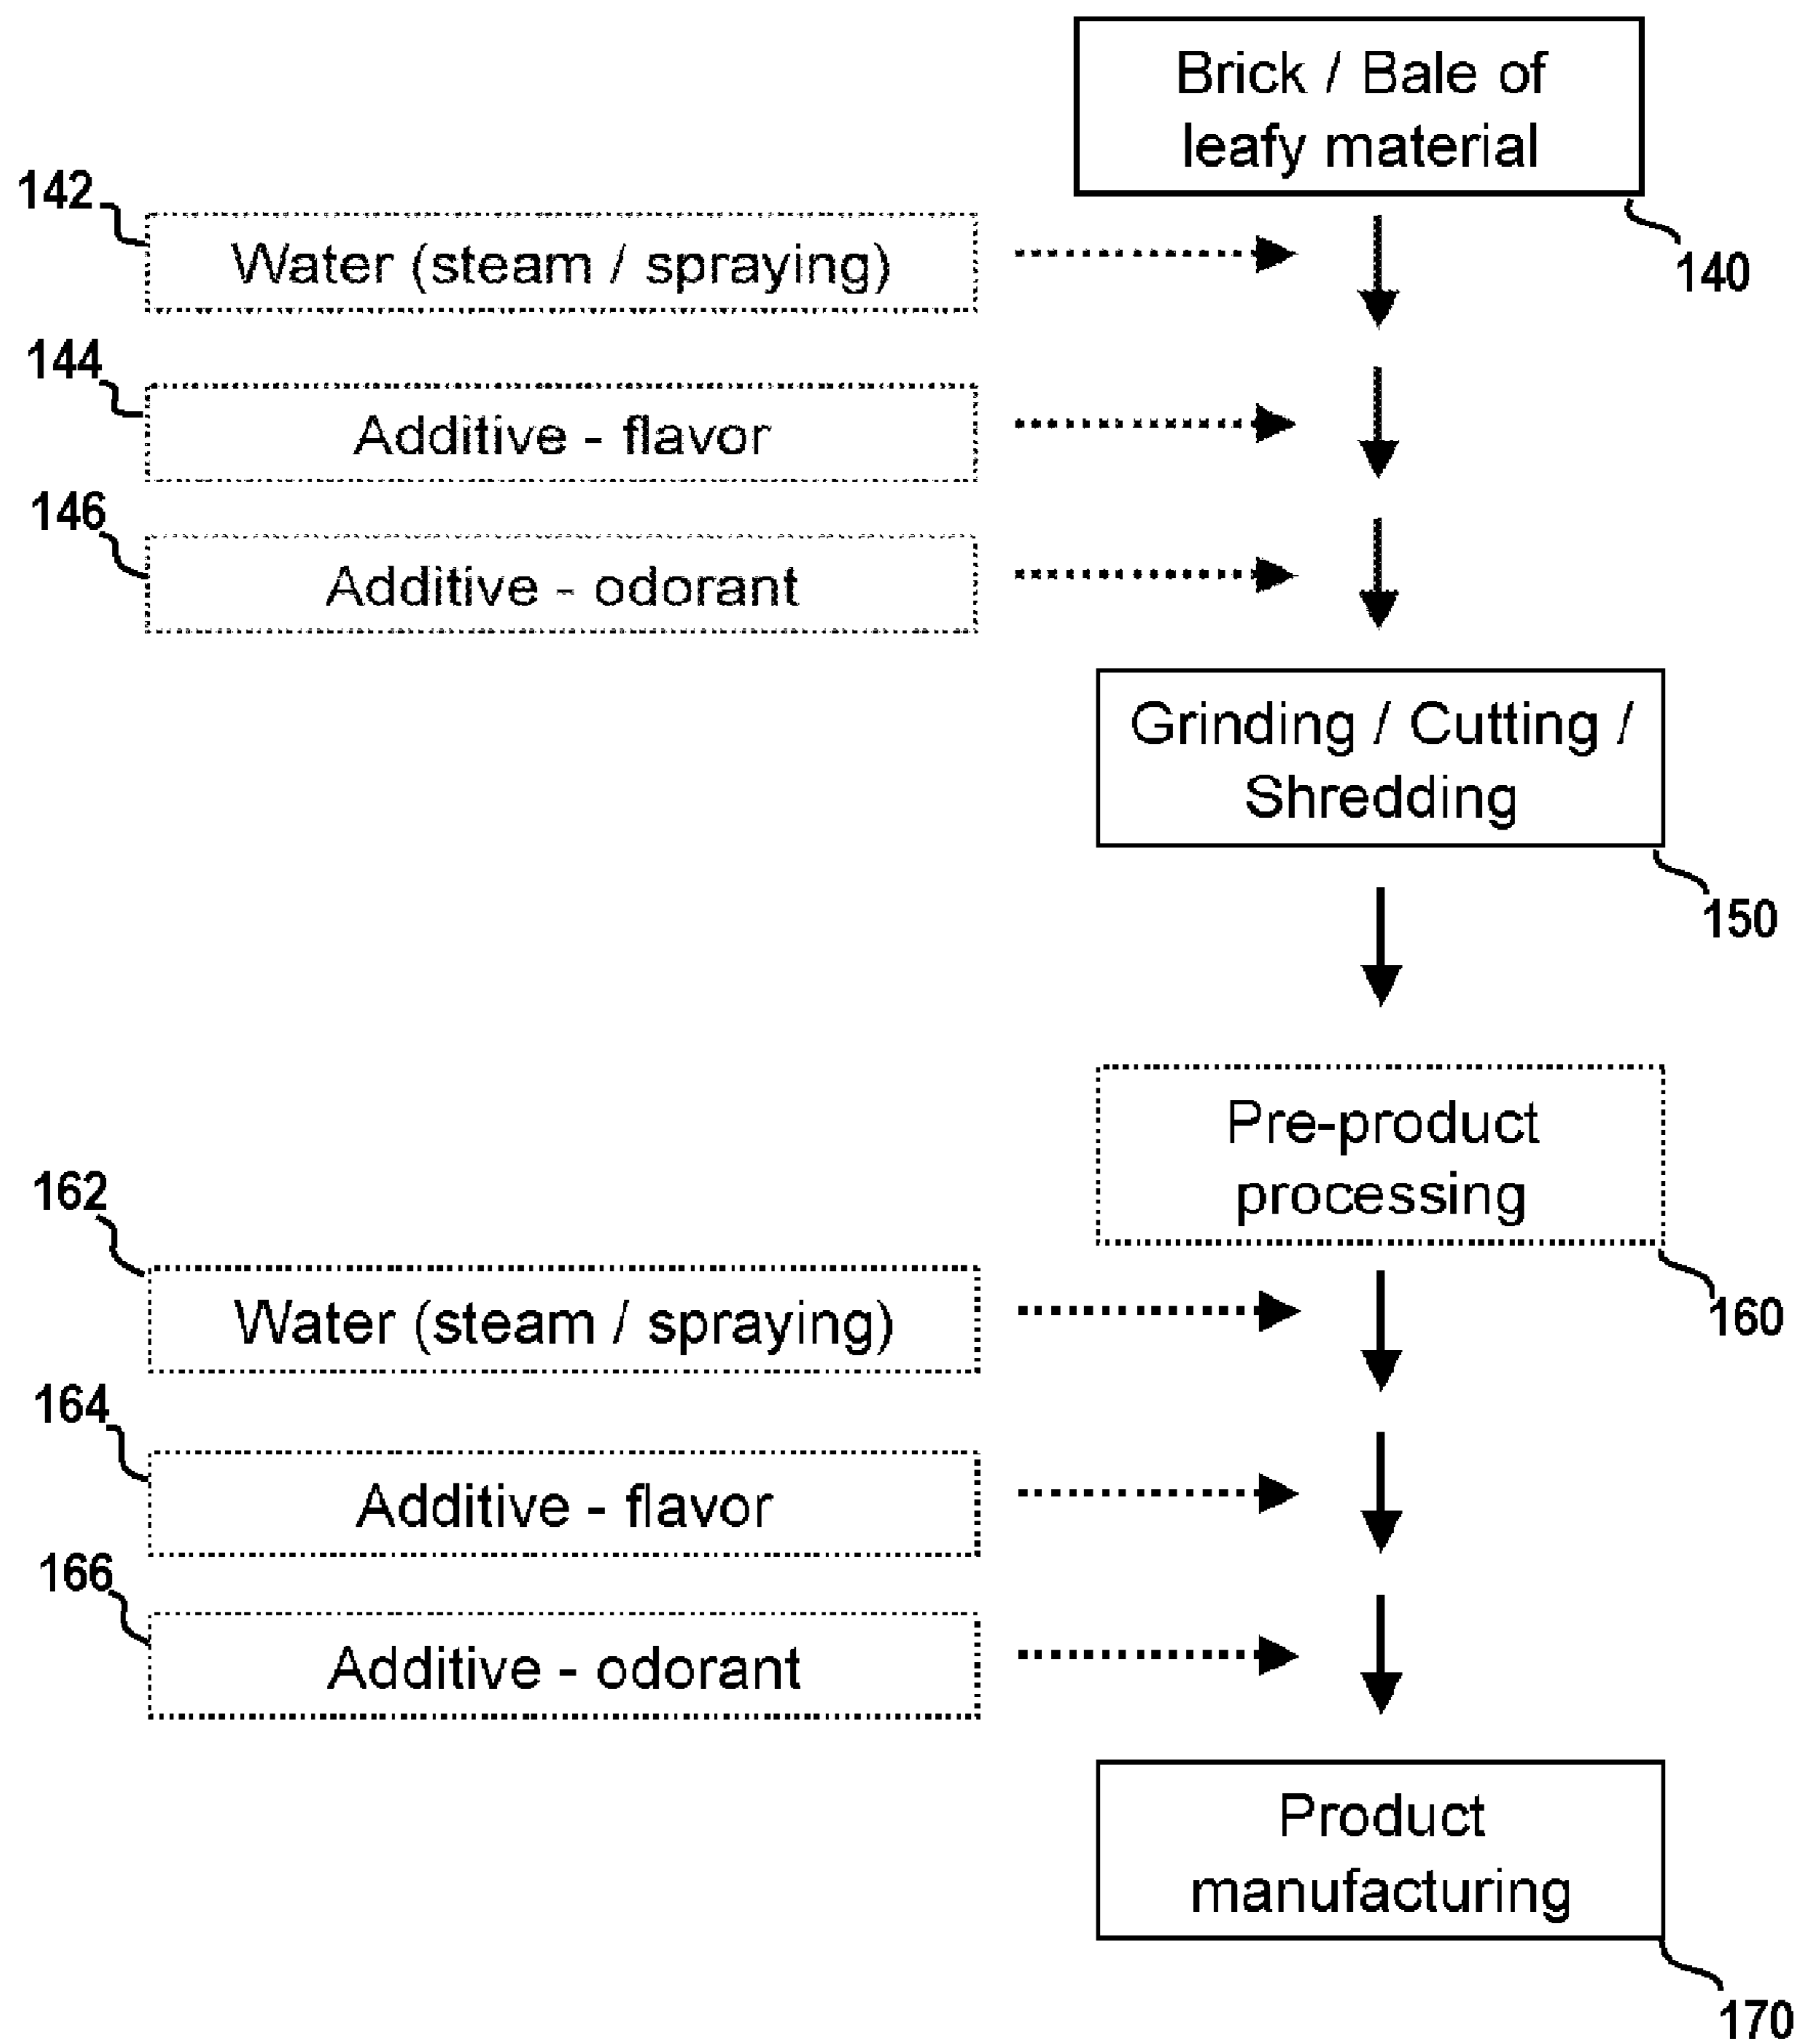 Brick / Bale of
leafy material
140
142
Water (steam / spraying)
144
Additive - flavor
146
Additive - odorant
Grinding / Cutting /
Shredding
150
Pre-product
processing
160
162
Water (steam / spraying)
164
Additive - flavor
166
Additive - odorant
Product
manufacturing
170